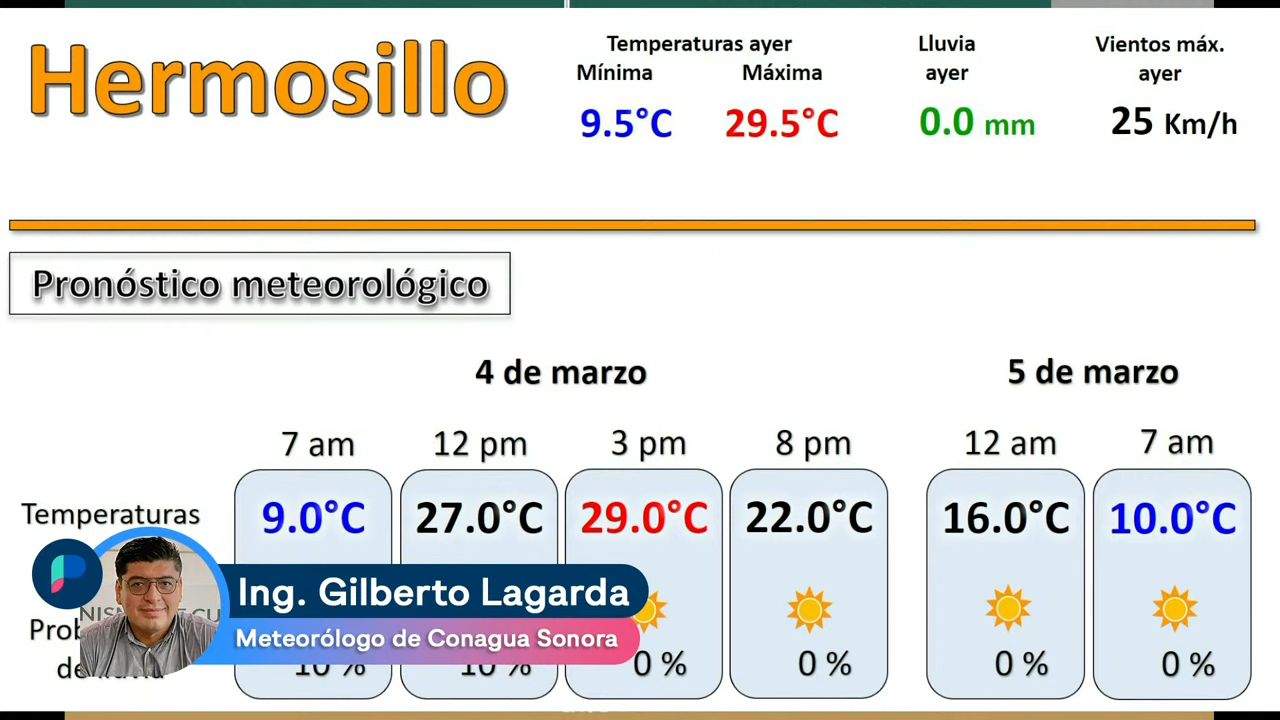 Hermosillo
Temperaturas ayer
Mínima Máxima
9.5°C 29.5°C
Lluvia
ayer
0.0 mm
Vientos máx.
ayer
25 Km/h
Pronóstico meteorológico
4 de marzo 5 de marzo
7 am 12 pm 3 pm 8 pm 12 am 7 am
Temperaturas 9.0°C 27.0°C 29.0°C 22.0°C 16.0°C 10.0°C
Ing. Gilberto Lagarda
Meteorólogo de Conagua Sonora
10 % 10 % 0 % 0 % 0 % 0 %